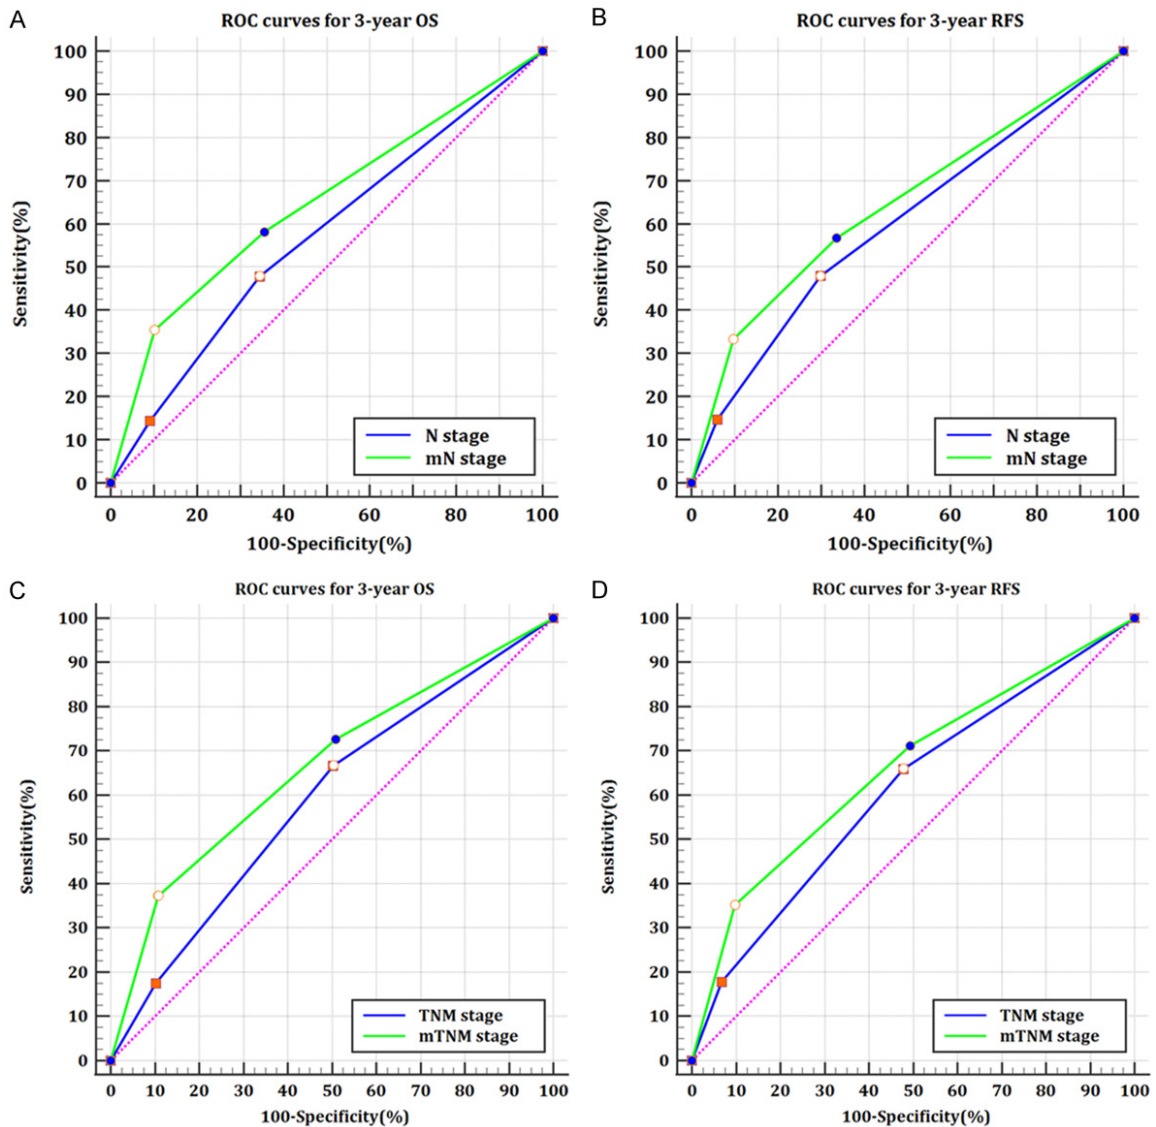 A
ROC curves for 3-year OS
100
90
80
70
60
50
40
30
20
10
0
Sensitivity(%)
N stage
mN stage
0 20 40 60 80 100
100-Specificity(%)
B
ROC curves for 3-year RFS
100
90
80
70
60
50
40
30
20
10
0
Sensitivity(%)
N stage
mN stage
0 20 40 60 80 100
100-Specificity(%)
C
ROC curves for 3-year OS
100
90
80
70
60
50
40
30
20
10
0
Sensitivity(%)
TNM stage
mTNM stage
0 10 20 30 40 50 60 70 80 90 100
100-Specificity(%)
D
ROC curves for 3-year RFS
100
90
80
70
60
50
40
30
20
10
0
Sensitivity(%)
TNM stage
mTNM stage
0 10 20 30 40 50 60 70 80 90 100
100-Specificity(%)